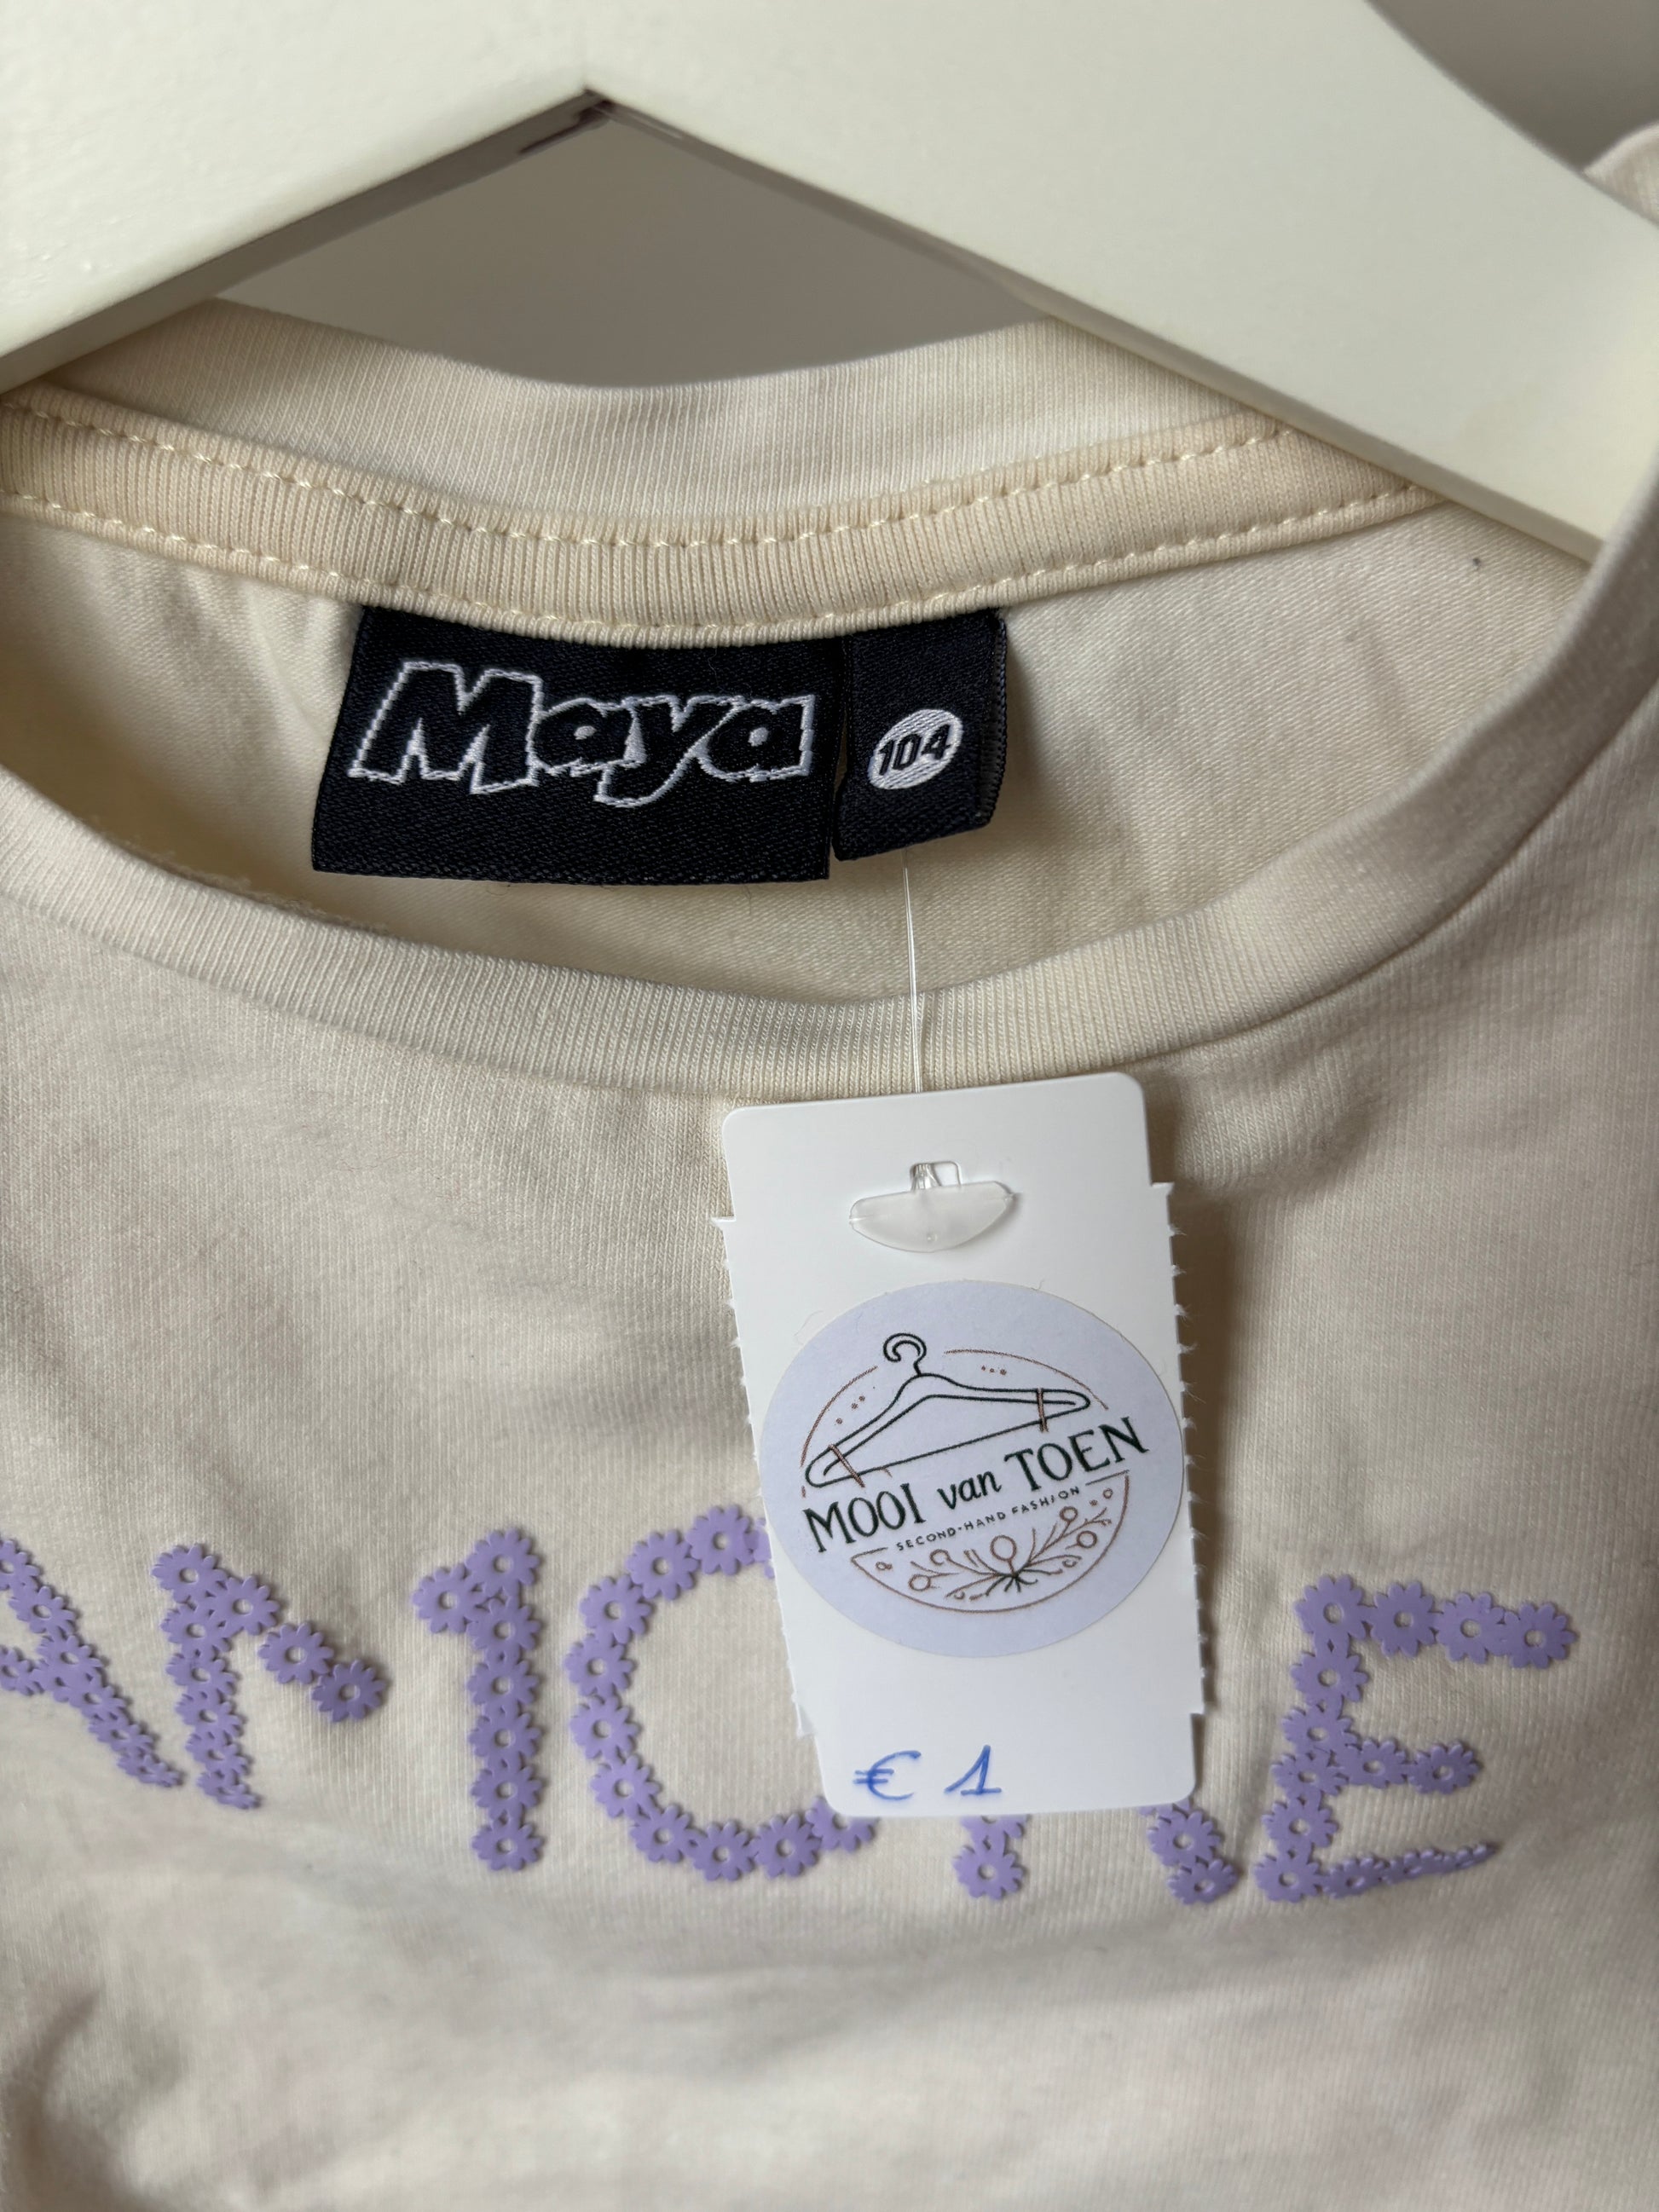 Maya
104
MOOI van TOEN
SECOND-HAND FASHION
€ 1